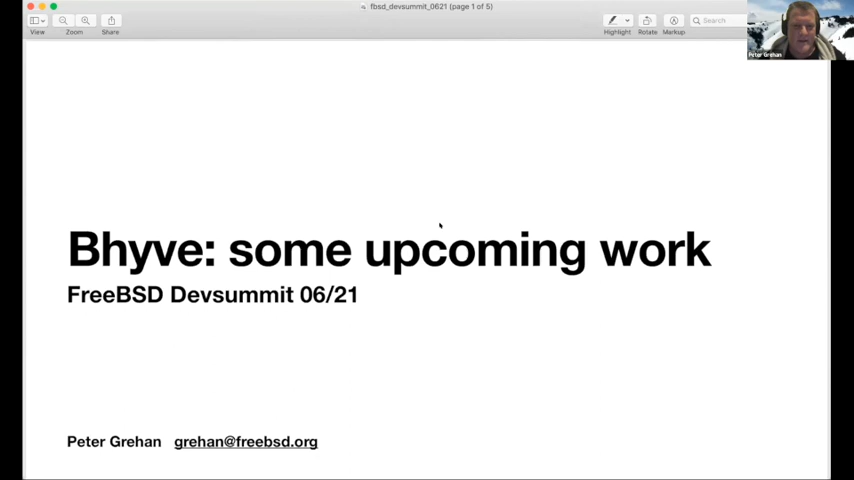 fbsd_devsummit_0621 (page 1 of 5)
View
Zoom
Share
Highlight
Rotate
Markup
Search
Peter Grehan
Bhyve: some upcoming work
FreeBSD Devsummit 06/21
Peter Grehan grehan@freebsd.org